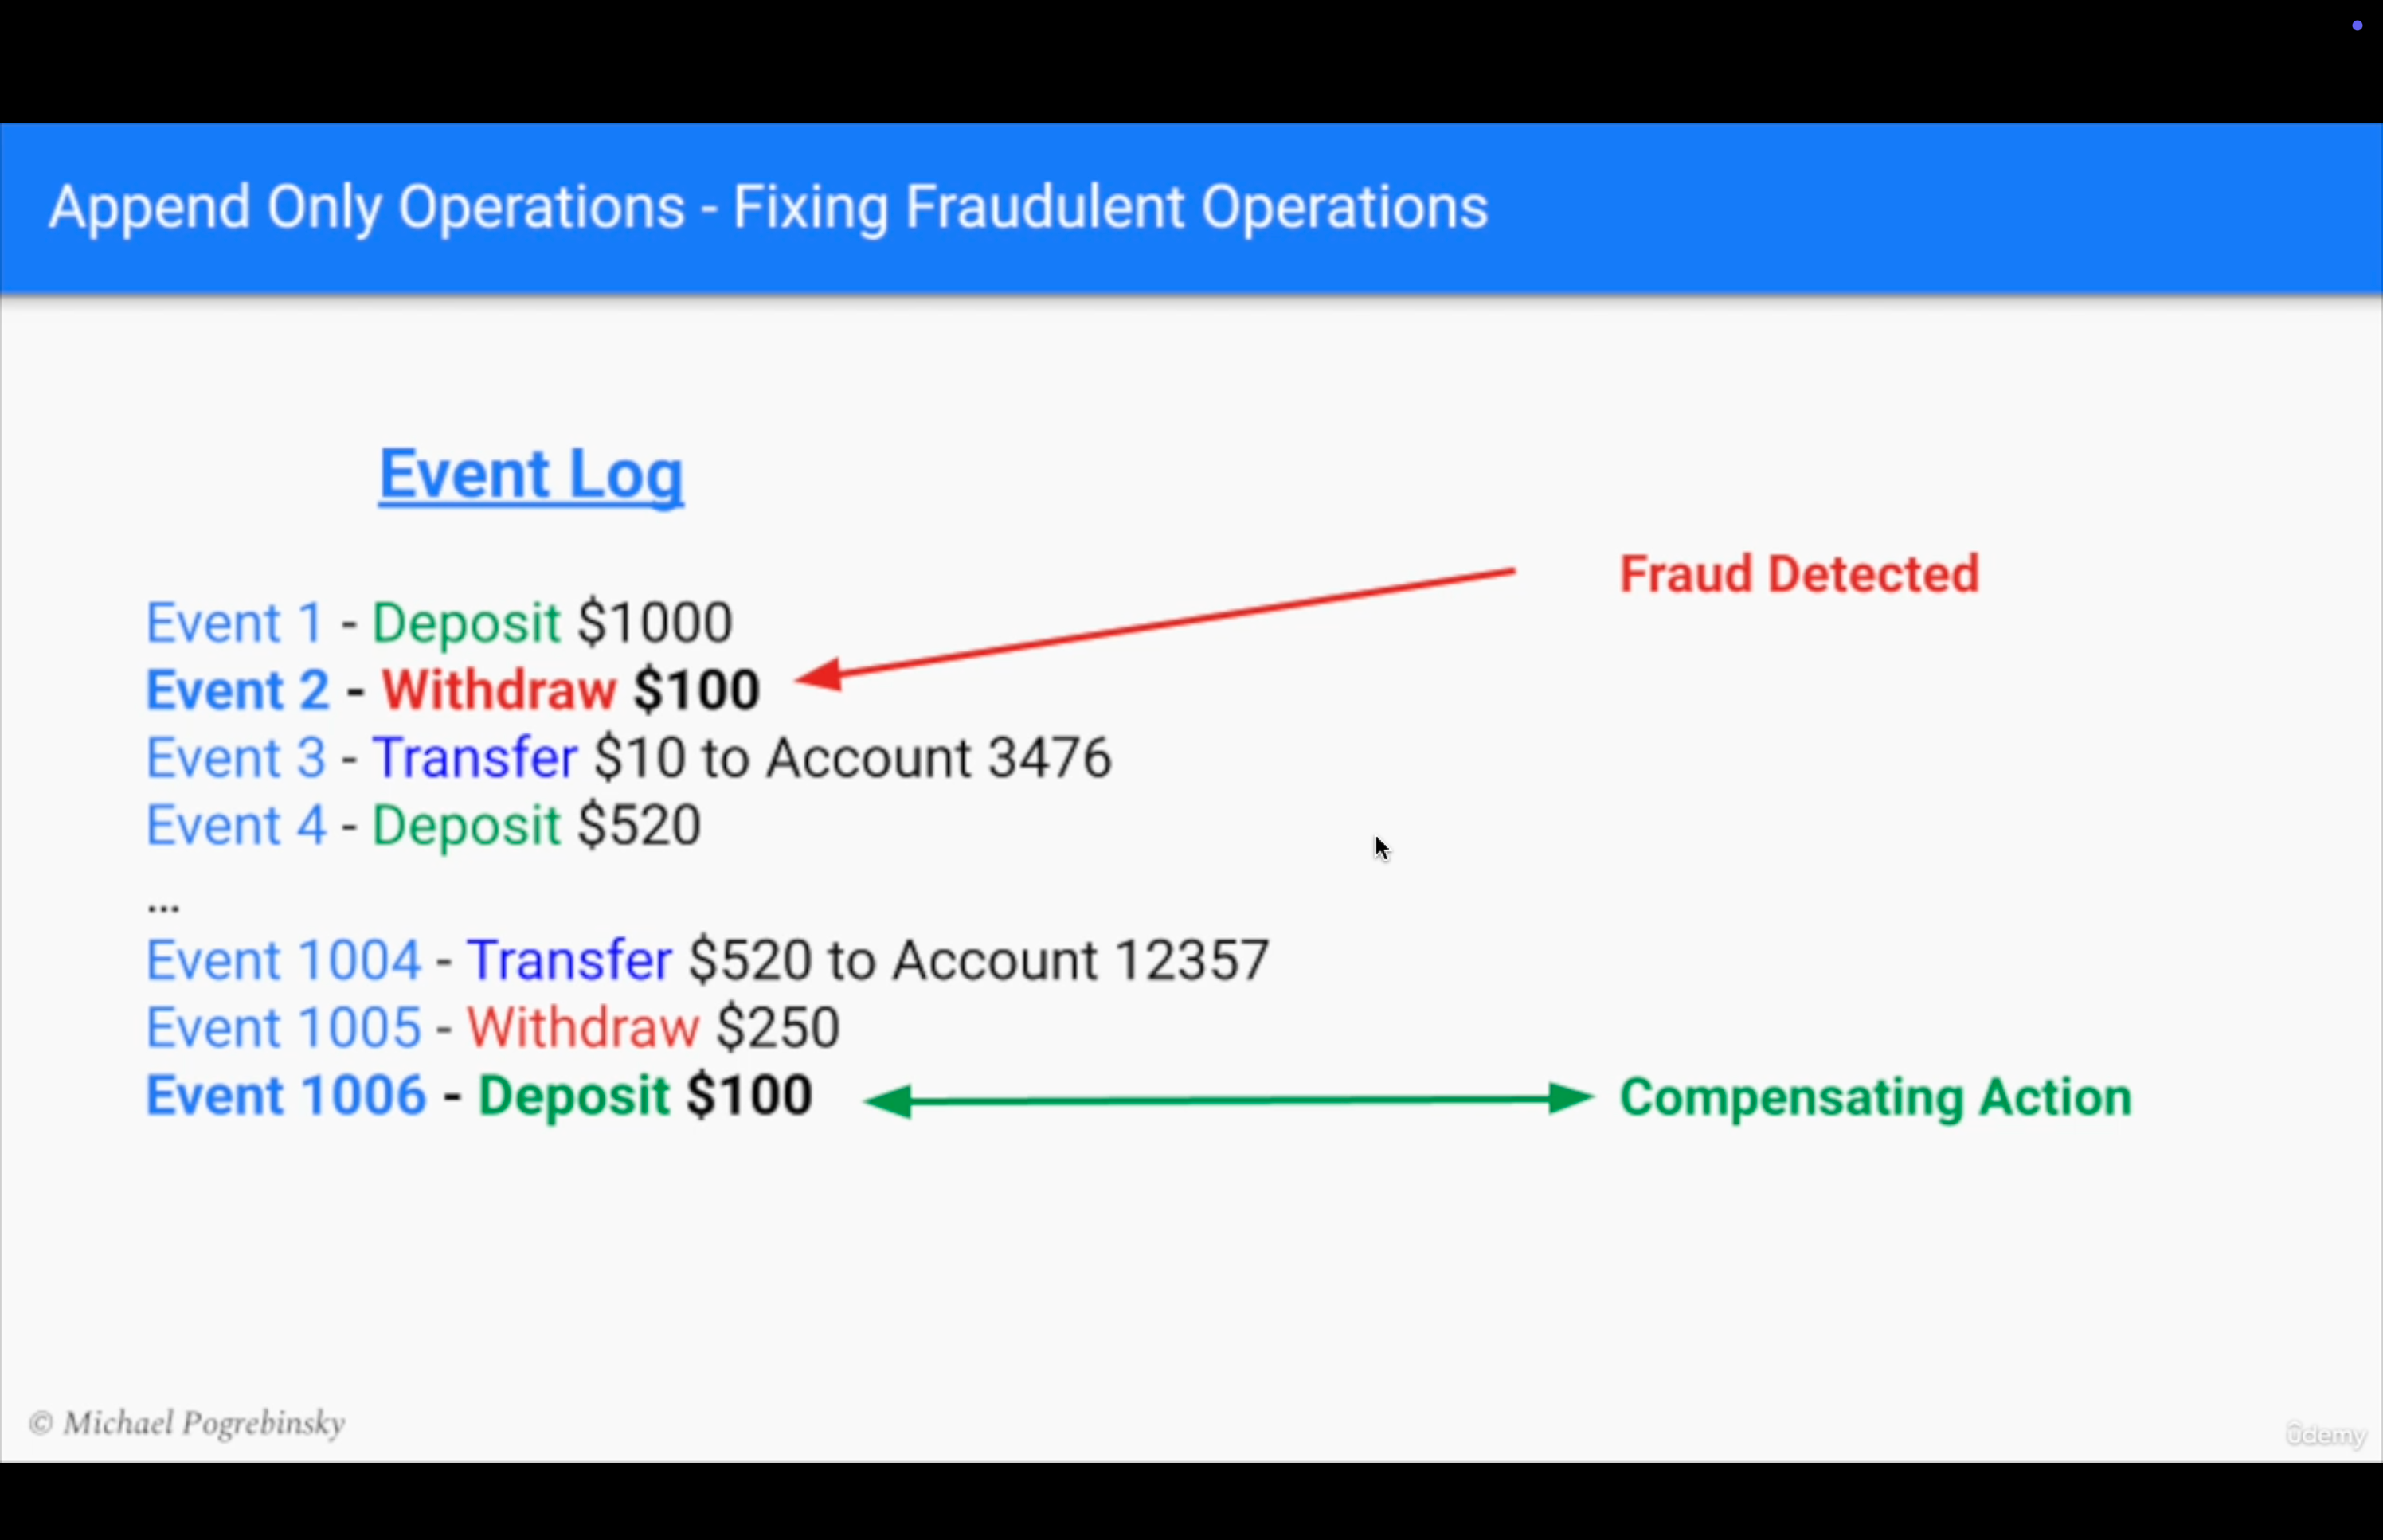 Append Only Operations - Fixing Fraudulent Operations
Event Log
Fraud Detected
Event 1 - Deposit $1000
Event 2 - Withdraw $100
Event 3 - Transfer $10 to Account 3476
Event 4 - Deposit $520
...
Event 1004 - Transfer $520 to Account 12357
Event 1005 - Withdraw $250
Event 1006 - Deposit $100
Compensating Action
© Michael Pogrebinsky
ûdemy